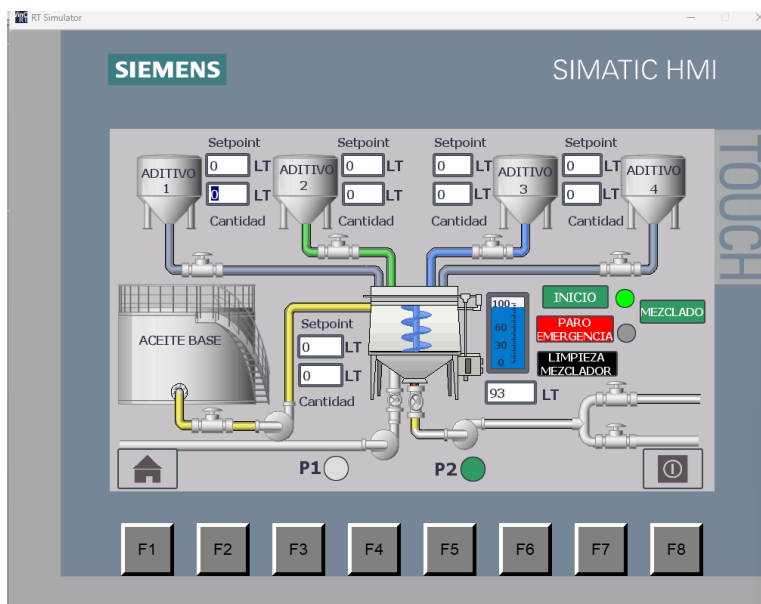 RT Simulator
SIEMENS
SIMATIC HMI
TOUCH
Setpoint
Setpoint
Setpoint
Setpoint
ADITIVO
1
0 LT
0 LT
Cantidad
ADITIVO
2
0 LT
0 LT
Cantidad
0 LT
0 LT
Cantidad
ADITIVO
3
0 LT
0 LT
Cantidad
ADITIVO
4
ACEITE BASE
Setpoint
0 LT
0 LT
Cantidad
100
60
30
0
93 LT
INICIO
MEZCLADO
PARO
EMERGENCIA
LIMPIEZA
MEZCLADOR
P1
P2
F1
F2
F3
F4
F5
F6
F7
F8